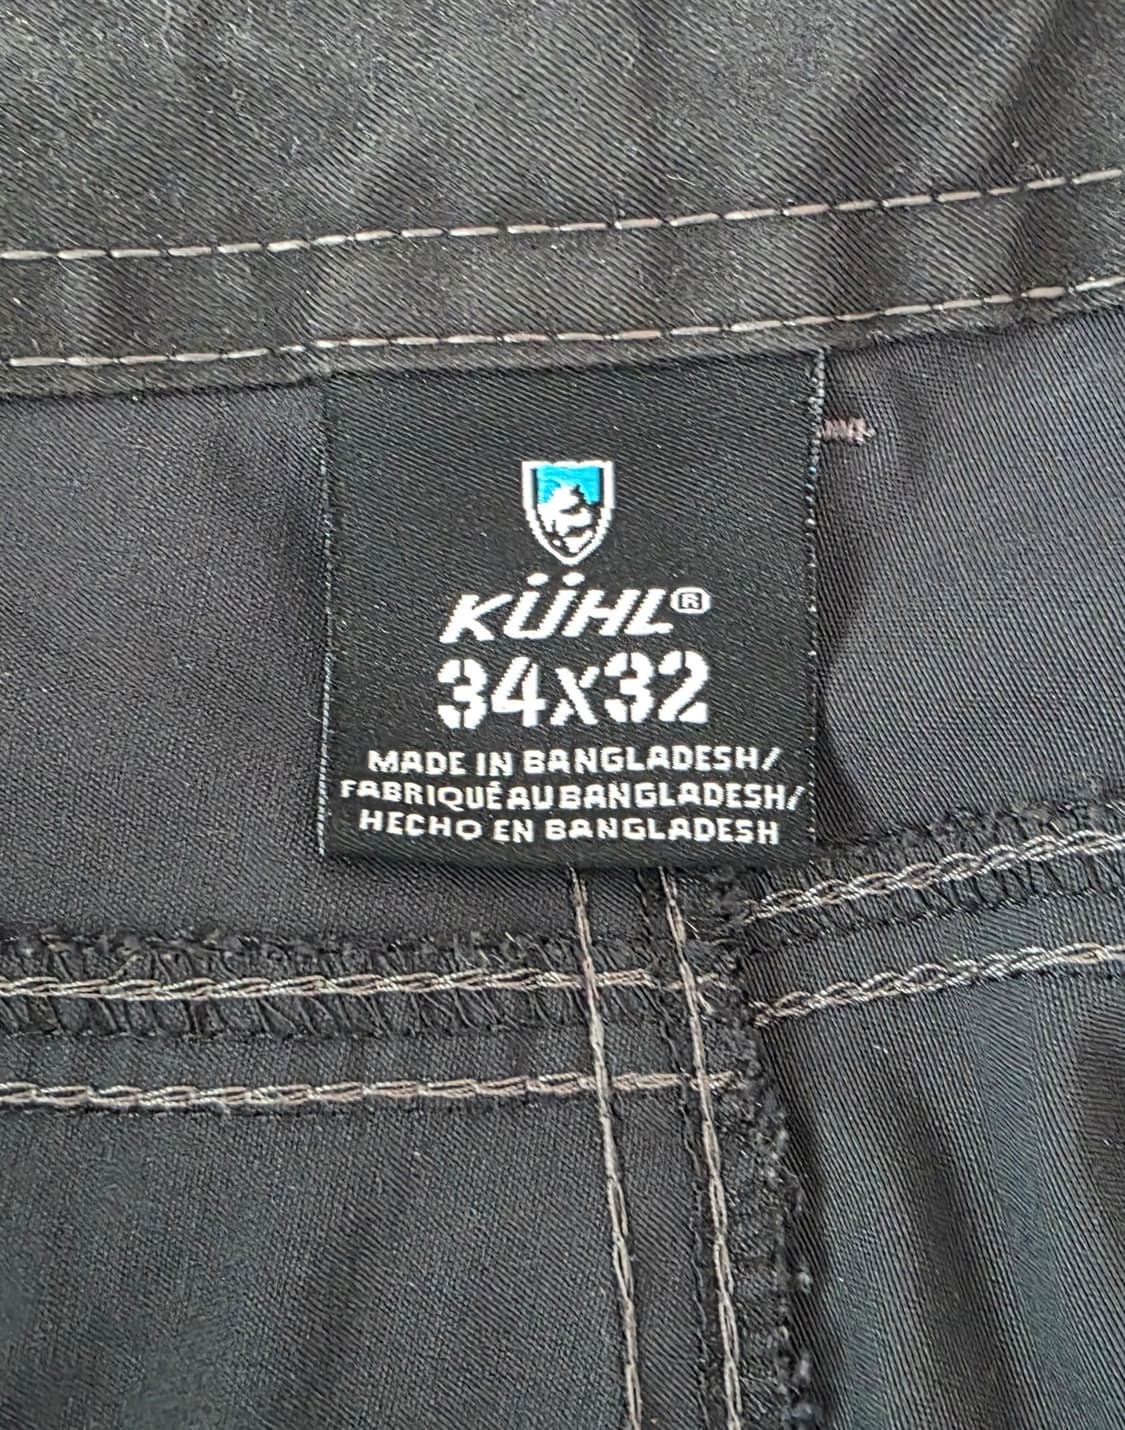 KÜHL®
34X32
MADE IN BANGLADESH/
FABRIQUÉ AU BANGLADESH/
HECHO EN BANGLADESH